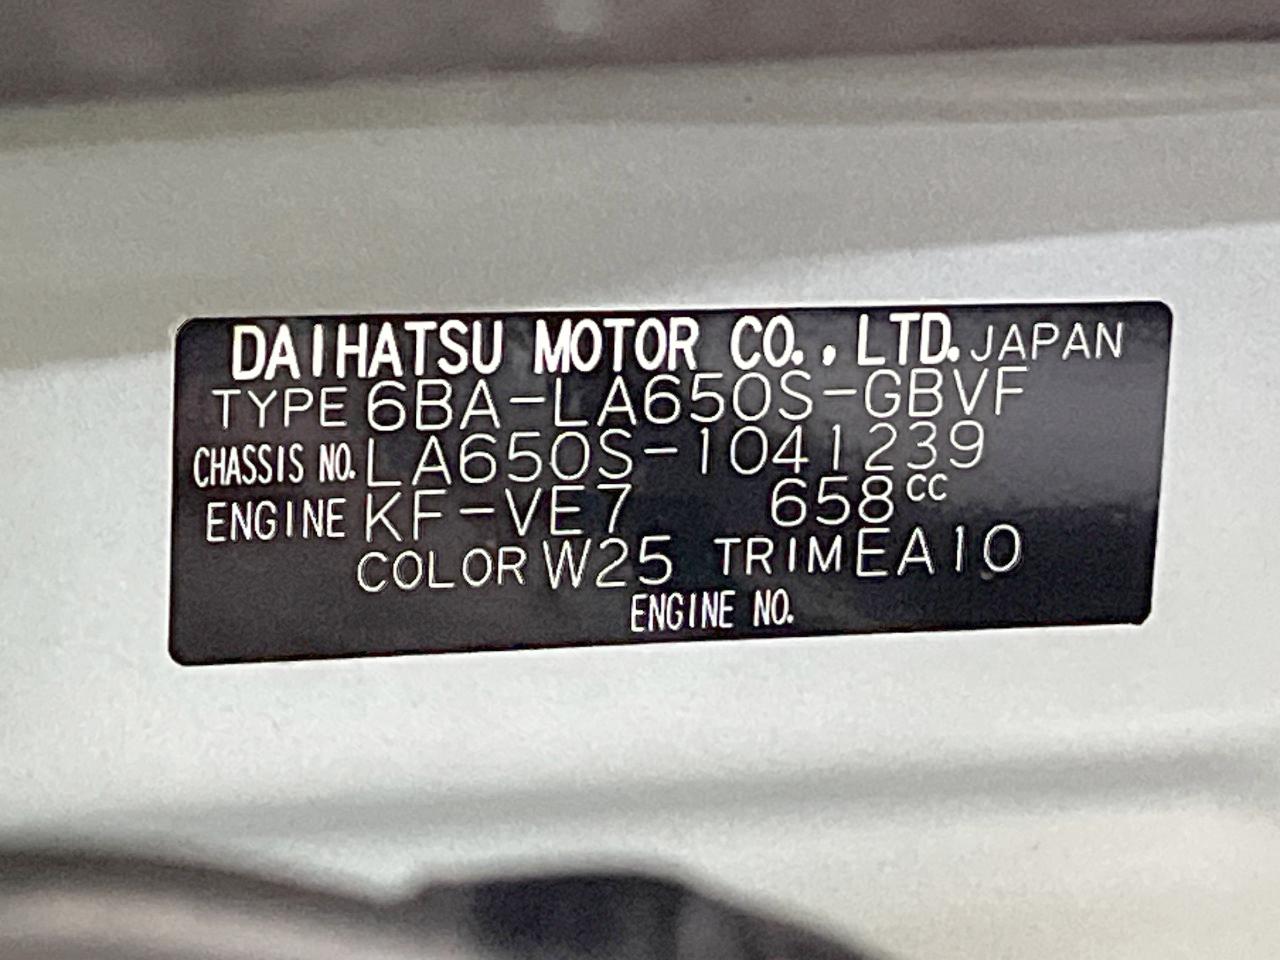 DAIHATSU MOTOR CO., LTD. JAPAN
TYPE 6BA-LA650S-GBVF
CHASSIS NO. LA650S-1041239
ENGINE KF-VE7 658cc
COLOR W25 TRIM EA10
ENGINE NO.